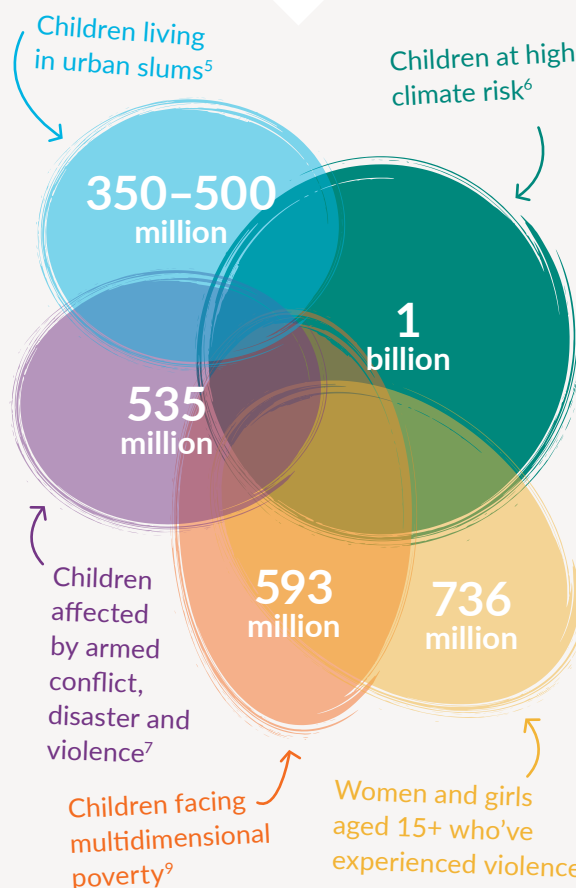 Children living
in urban slums⁵
Children at high
climate risk⁶
350–500
million
1
billion
535
million
593
million
736
million
Children
affected
by armed
conflict,
disaster and
violence⁷
Children facing
multidimensional
poverty⁹
Women and girls
aged 15+ who’ve
experienced violence